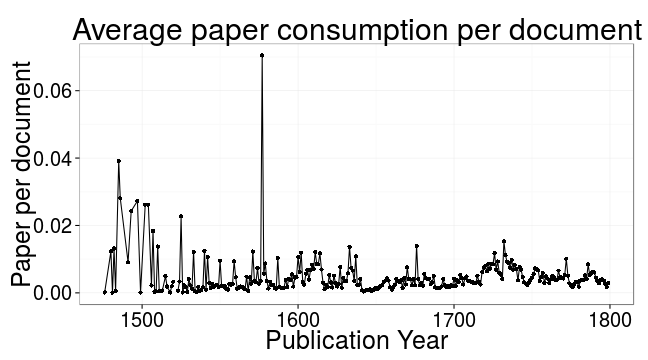 Average paper consumption per document
Paper per document
0.06
0.04
0.02
0.00
1500 1600 1700 1800
Publication Year